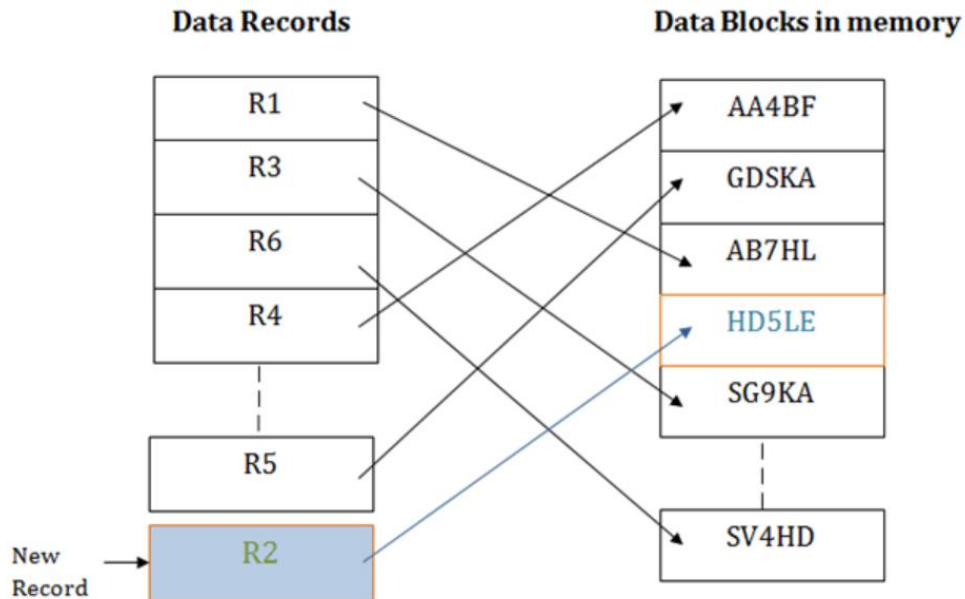 Data Records
R1
R3
R6
R4
R5
New
Record
R2
Data Blocks in memory
AA4BF
GDSKA
AB7HL
HD5LE
SG9KA
SV4HD